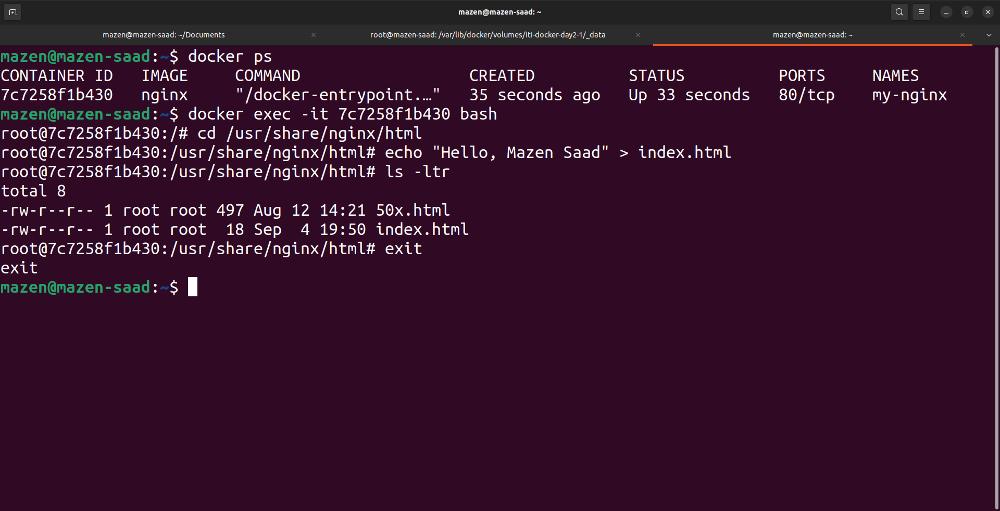 mazen@mazen-saad: ~
mazen@mazen-saad: ~/Documents
root@mazen-saad: /var/lib/docker/volumes/iti-docker-day2-1/_data
mazen@mazen-saad: ~
mazen@mazen-saad:~$ docker ps
CONTAINER ID   IMAGE     COMMAND                  CREATED          STATUS          PORTS     NAMES
7c7258f1b430   nginx     "/docker-entrypoint.…"   35 seconds ago   Up 33 seconds   80/tcp    my-nginx
mazen@mazen-saad:~$ docker exec -it 7c7258f1b430 bash
root@7c7258f1b430:/# cd /usr/share/nginx/html
root@7c7258f1b430:/usr/share/nginx/html# echo "Hello, Mazen Saad" > index.html
root@7c7258f1b430:/usr/share/nginx/html# ls -ltr
total 8
-rw-r--r-- 1 root root 497 Aug 12 14:21 50x.html
-rw-r--r-- 1 root root  18 Sep  4 19:50 index.html
root@7c7258f1b430:/usr/share/nginx/html# exit
exit
mazen@mazen-saad:~$